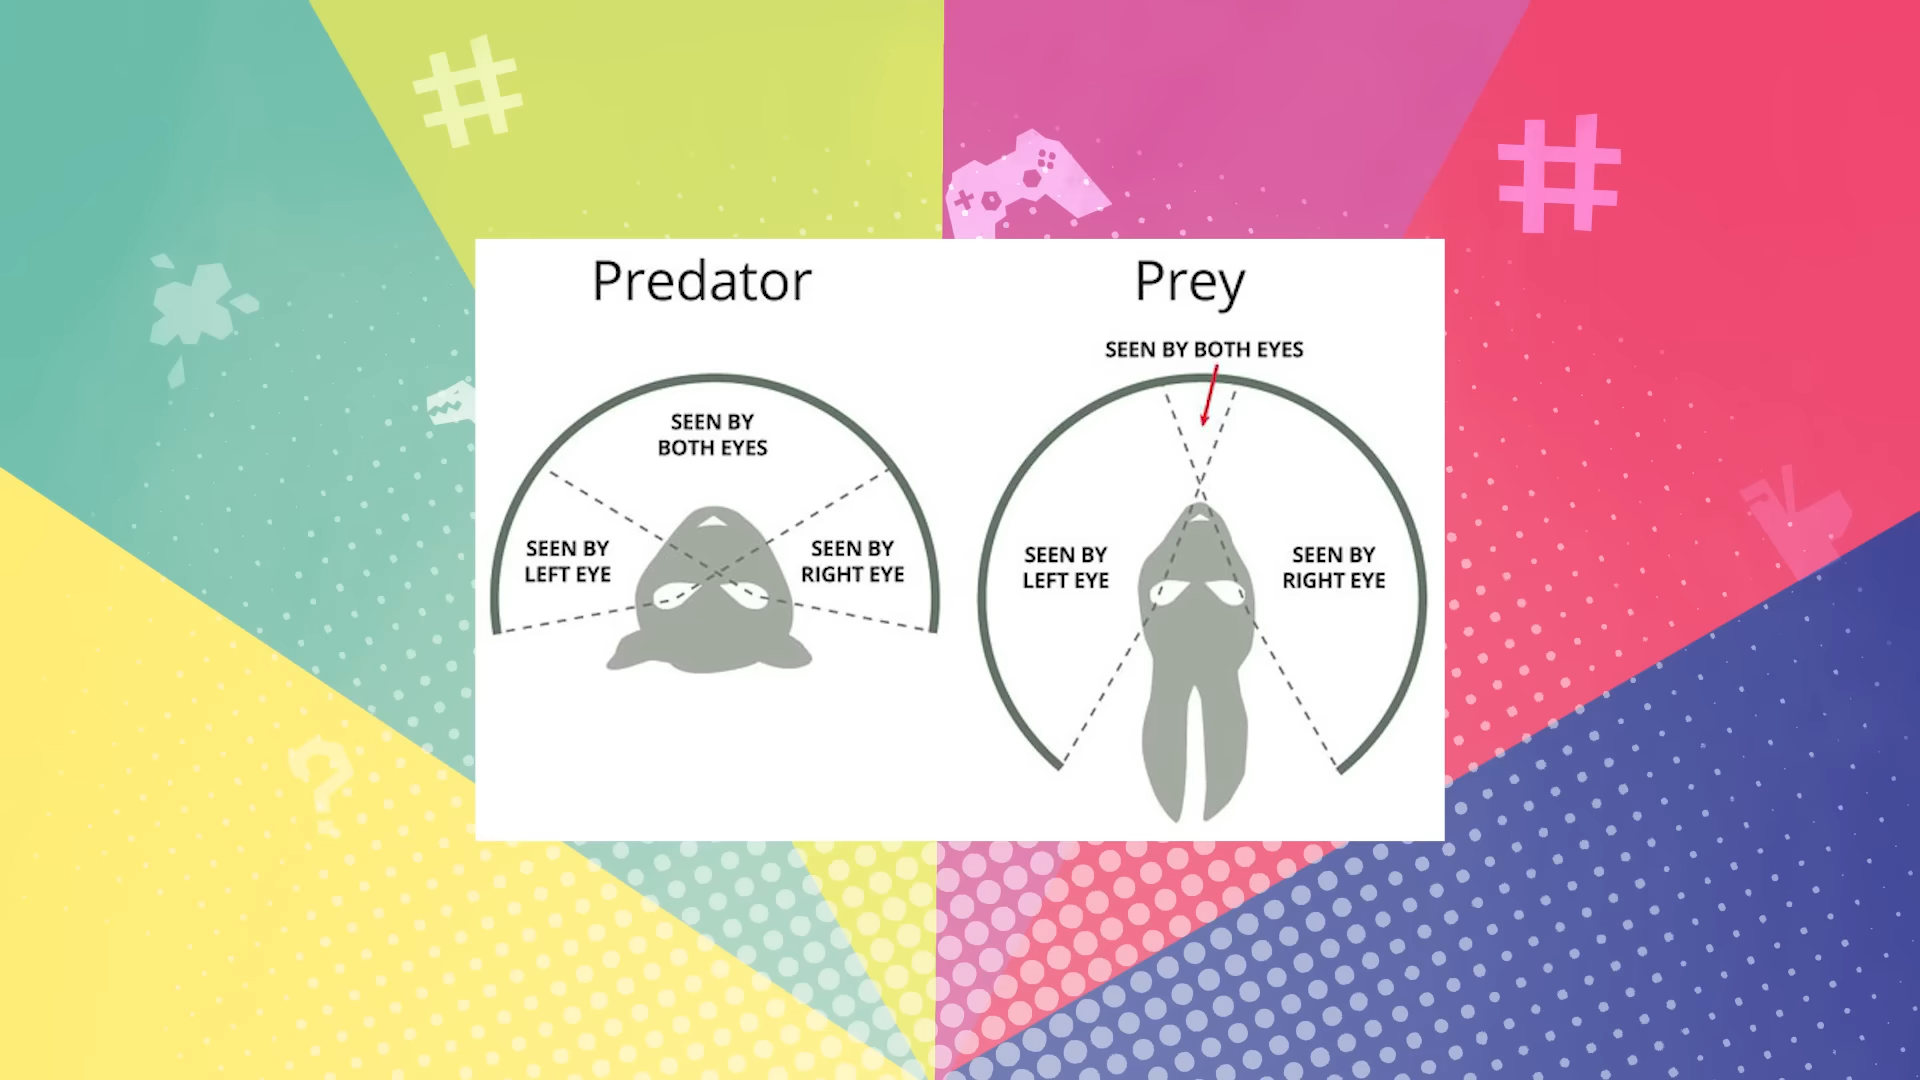 Predator
SEEN BY
BOTH EYES
SEEN BY
LEFT EYE
SEEN BY
RIGHT EYE
Prey
SEEN BY BOTH EYES
SEEN BY
LEFT EYE
SEEN BY
RIGHT EYE